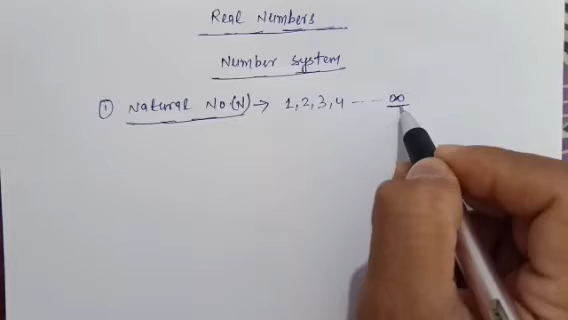 Real Numbers
Number System
① Natural No (N) → 1, 2, 3, 4 --- -- ∞